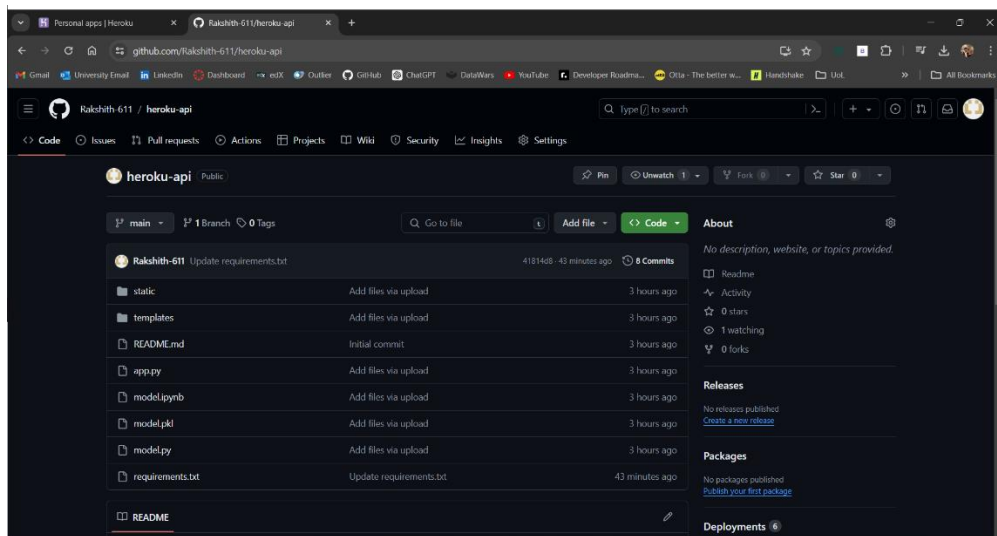 Personal apps | Heroku
Rakshith-611/heroku-api
github.com/Rakshith-611/heroku-api
Gmail University Email LinkedIn Dashboard edX Outlier GitHub ChatGPT DataWars YouTube Developer Roadma... Otta - The better w... Handshake UoL » All Bookmarks
Rakshith-611 / heroku-api
Type / to search
Code Issues Pull requests Actions Projects Wiki Security Insights Settings
heroku-api Public
Pin Unwatch 1 Fork 0 Star 0
main 1 Branch 0 Tags
Go to file t Add file Code
Rakshith-611 Update requirements.txt 41814d8 · 43 minutes ago 8 Commits
static Add files via upload 3 hours ago
templates Add files via upload 3 hours ago
README.md Initial commit 3 hours ago
app.py Add files via upload 3 hours ago
model.ipynb Add files via upload 3 hours ago
model.pkl Add files via upload 3 hours ago
model.py Add files via upload 3 hours ago
requirements.txt Update requirements.txt 43 minutes ago
README
About
No description, website, or topics provided.
Readme
Activity
0 stars
1 watching
0 forks
Releases
No releases published
Create a new release
Packages
No packages published
Publish your first package
Deployments 6